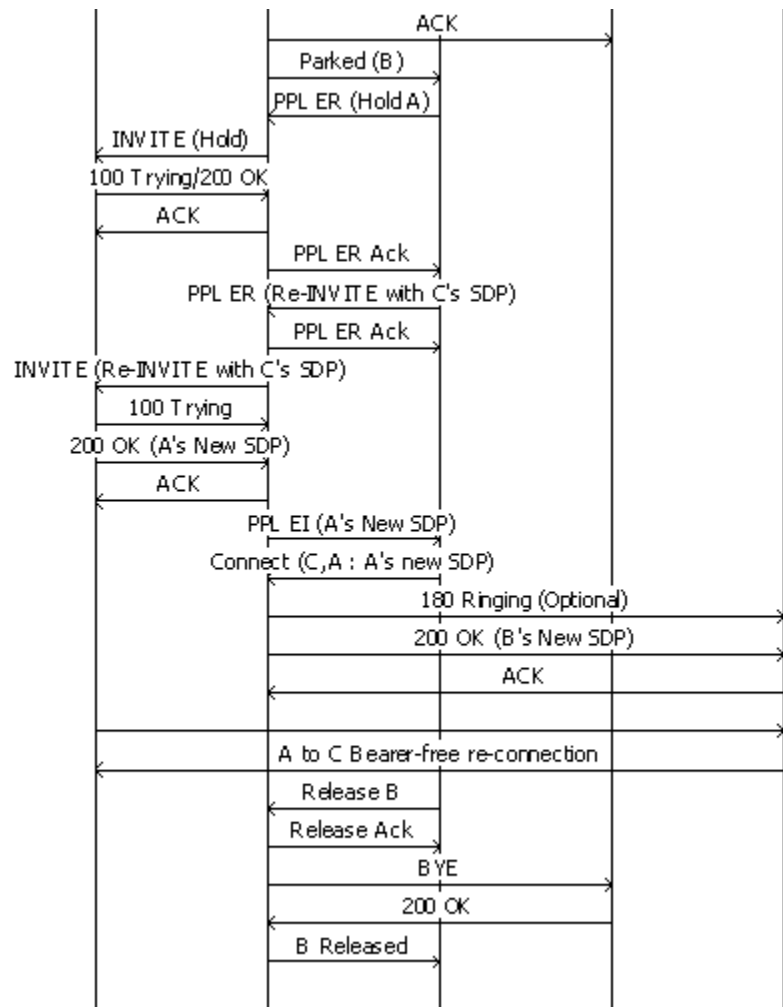 ACK
Parked (B)
PPL ER (Hold A)
INVITE (Hold)
100 Trying/200 OK
ACK
PPL ER Ack
PPL ER (Re-INVITE with C's SDP)
PPL ER Ack
INVITE (Re-INVITE with C's SDP)
100 Trying
200 OK (A's New SDP)
ACK
PPL EI (A's New SDP)
Connect (C,A : A's new SDP)
180 Ringing (Optional)
200 OK (B's New SDP)
ACK
A to C Bearer-free re-connection
Release B
Release Ack
BYE
200 OK
B Released